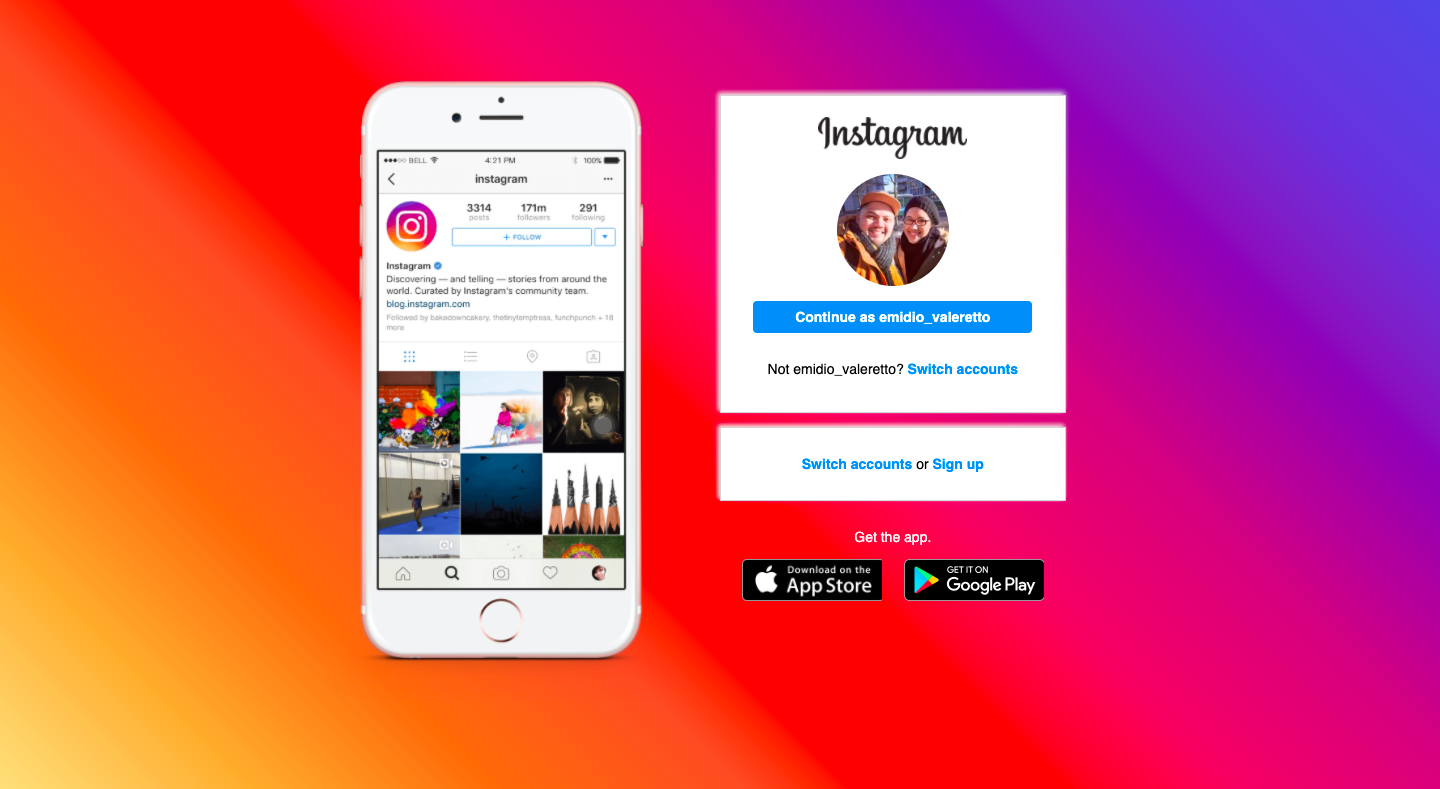 ●●●○○ BELL
4:21 PM
100%
instagram
3314
posts
171m
followers
291
following
+ FOLLOW
Instagram
Discovering — and telling — stories from around the
world. Curated by Instagram's community team.
blog.instagram.com
Followed by bakedowncakery, thetinytemptress, funchpunch + 18
more
Instagram
Continue as emidio_valeretto
Not emidio_valeretto? Switch accounts
Switch accounts or Sign up
Get the app.
Download on the
App Store
GET IT ON
Google Play